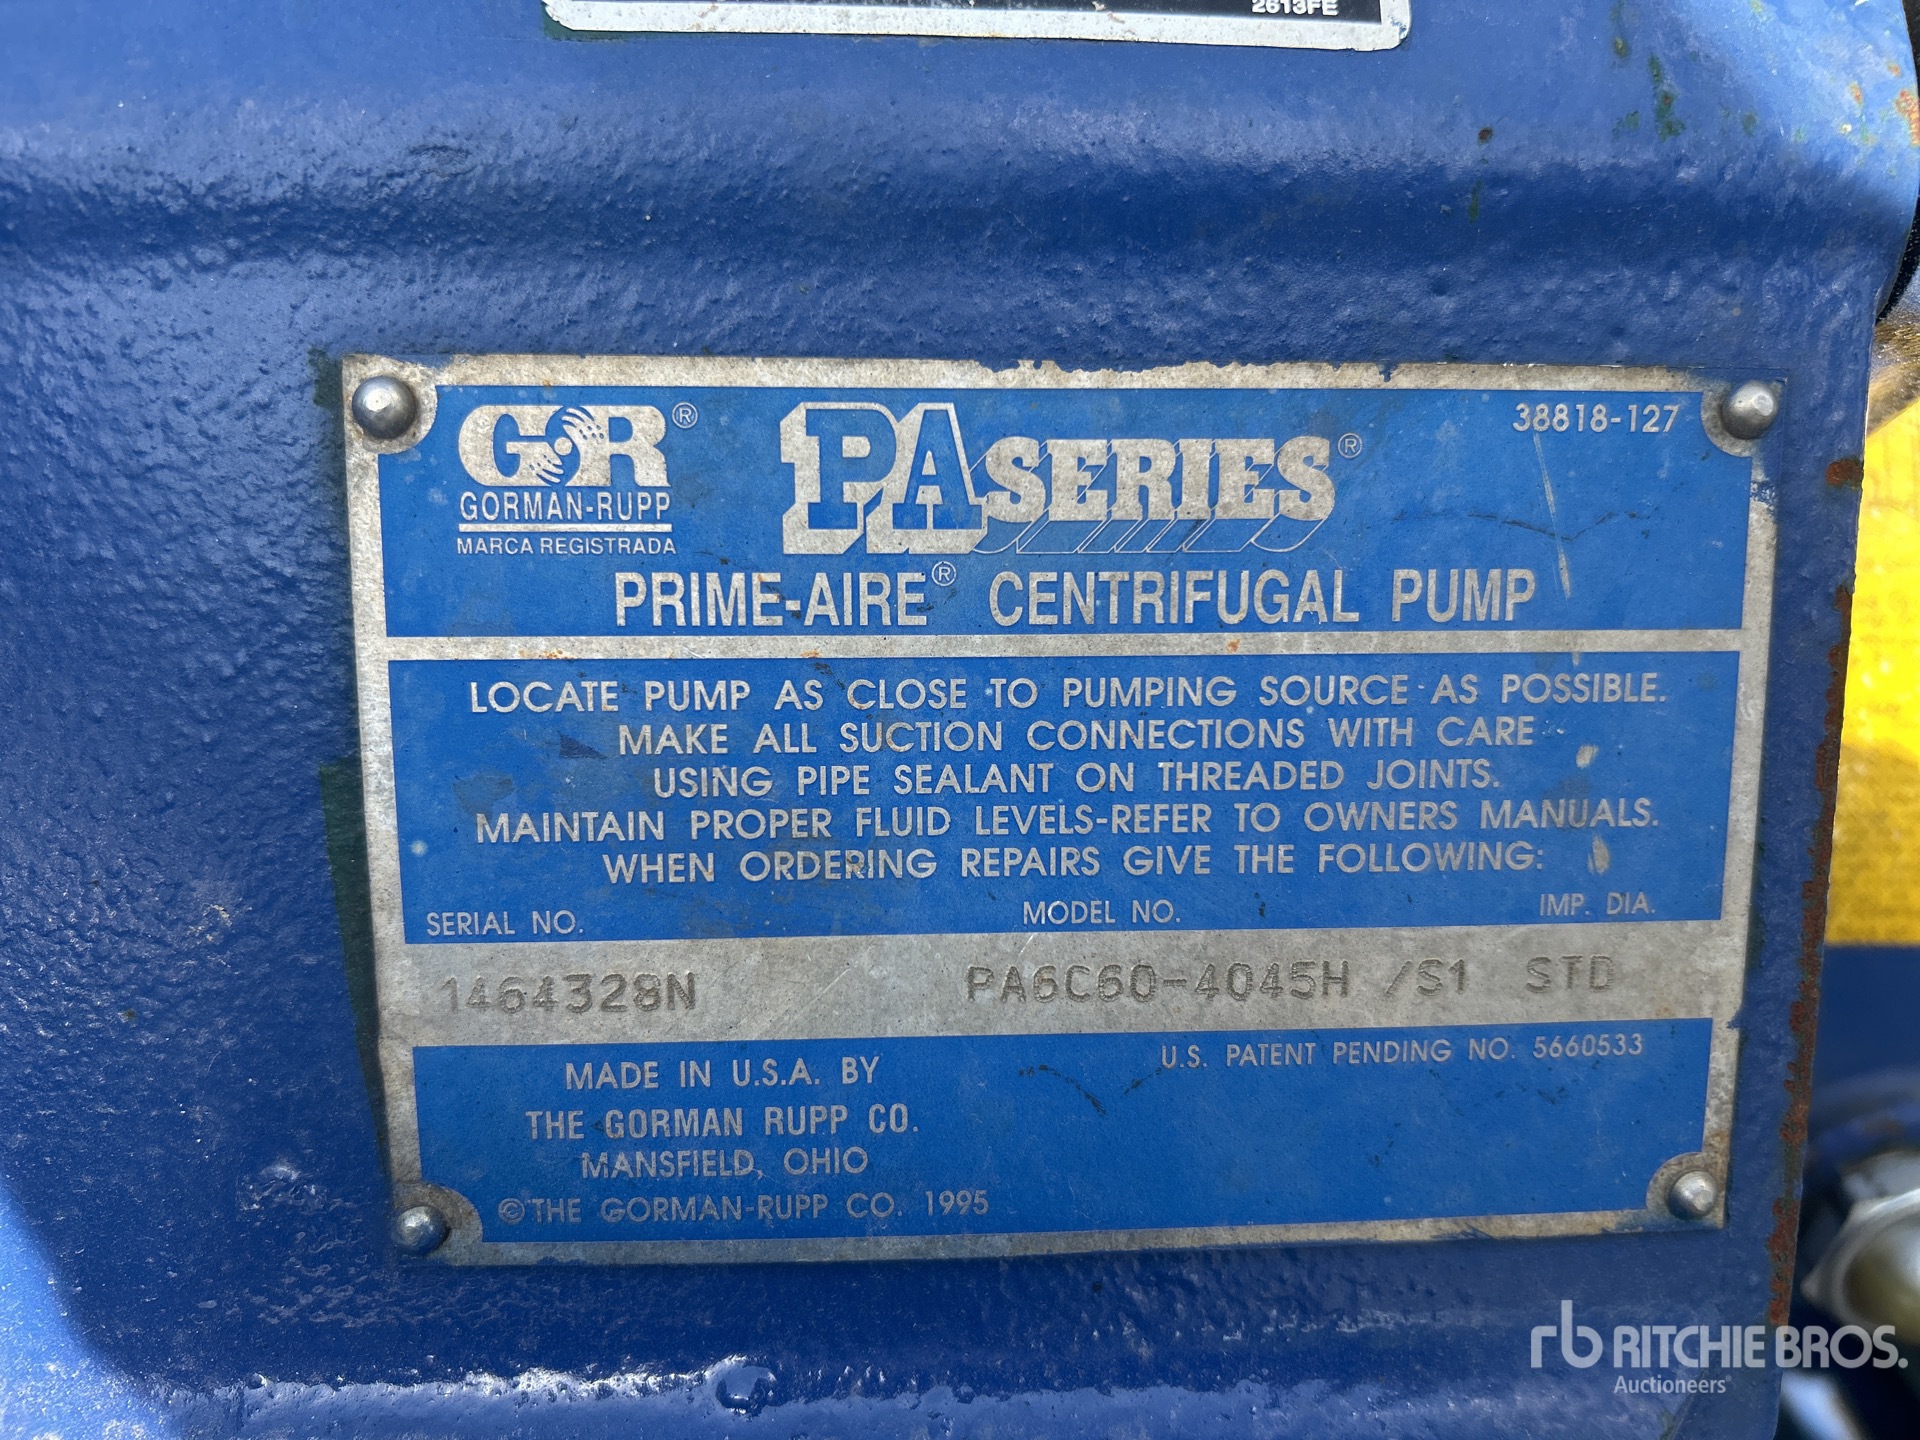 2613FE
GR®
GORMAN-RUPP
MARCA REGISTRADA
PA SERIES®
38818-127
PRIME-AIRE® CENTRIFUGAL PUMP
LOCATE PUMP AS CLOSE TO PUMPING SOURCE AS POSSIBLE.
MAKE ALL SUCTION CONNECTIONS WITH CARE
USING PIPE SEALANT ON THREADED JOINTS.
MAINTAIN PROPER FLUID LEVELS-REFER TO OWNERS MANUALS.
WHEN ORDERING REPAIRS GIVE THE FOLLOWING:
SERIAL NO. MODEL NO. IMP. DIA.
1464328N PA6C60-4045H /S1 STD
U.S. PATENT PENDING NO. 5660533
MADE IN U.S.A. BY
THE GORMAN RUPP CO.
MANSFIELD, OHIO
© THE GORMAN-RUPP CO. 1995
rb RITCHIE BROS.
Auctioneers